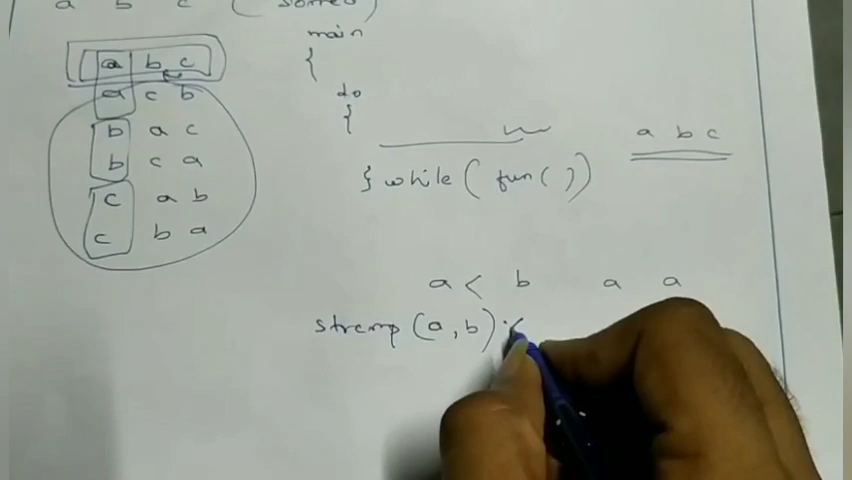 a b c (sorted)
a b c
a c b
b a c
b c a
c a b
c b a
main
{
do
{
} while ( fun ( ) )
a b c
a < b a a
strcmp (a, b) <